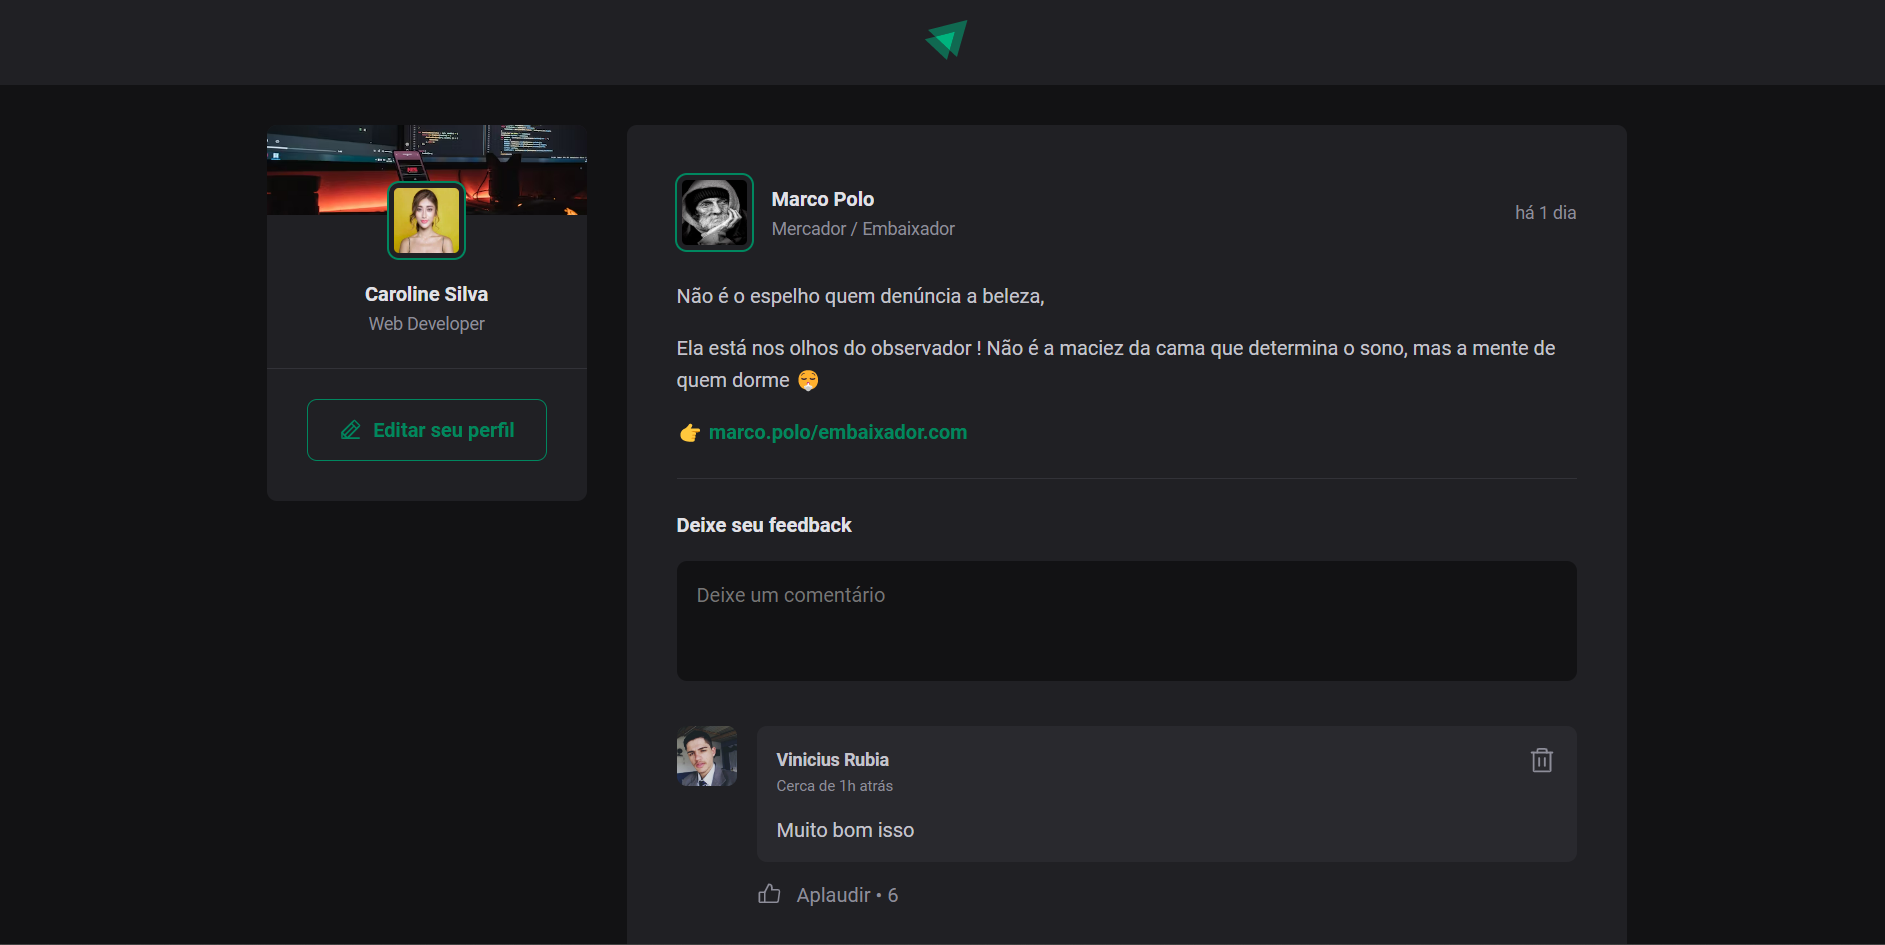 Caroline Silva
Web Developer
Editar seu perfil
Marco Polo
Mercador / Embaixador
há 1 dia
Não é o espelho quem denúncia a beleza,
Ela está nos olhos do observador ! Não é a maciez da cama que determina o sono, mas a mente de
quem dorme 😮‍💨
👉 marco.polo/embaixador.com
Deixe seu feedback
Deixe um comentário
Vinicius Rubia
Cerca de 1h atrás
Muito bom isso
Aplaudir • 6